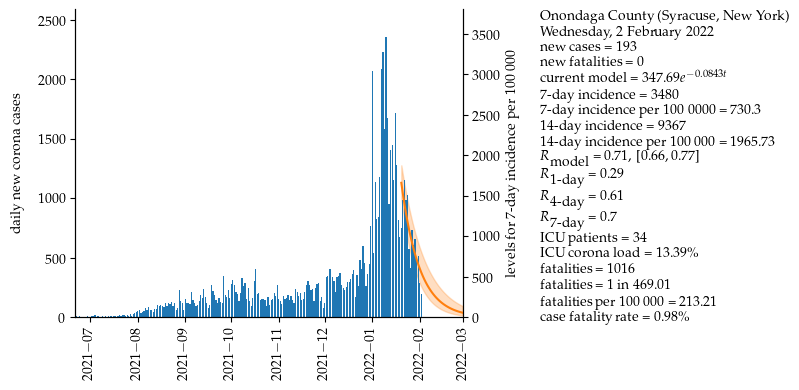 Onondaga County (Syracuse, New York)
Wednesday, 2 February 2022
new cases = 193
new fatalities = 0
current model = 347.69e^{−0.0843t}
7-day incidence = 3480
7-day incidence per 100 0000 = 730.3
14-day incidence = 9367
14-day incidence per 100 000 = 1965.73
R_model = 0.71, [0.66, 0.77]
R_1-day = 0.29
R_4-day = 0.61
R_7-day = 0.7
ICU patients = 34
ICU corona load = 13.39%
fatalities = 1016
fatalities = 1 in 469.01
fatalities per 100 000 = 213.21
case fatality rate = 0.98%
daily new corona cases
2500
2000
1500
1000
500
0
levels for 7-day incidence per 100 000
3500
3000
2500
2000
1500
1000
500
0
2021−07
2021−08
2021−09
2021−10
2021−11
2021−12
2022−01
2022−02
2022−03